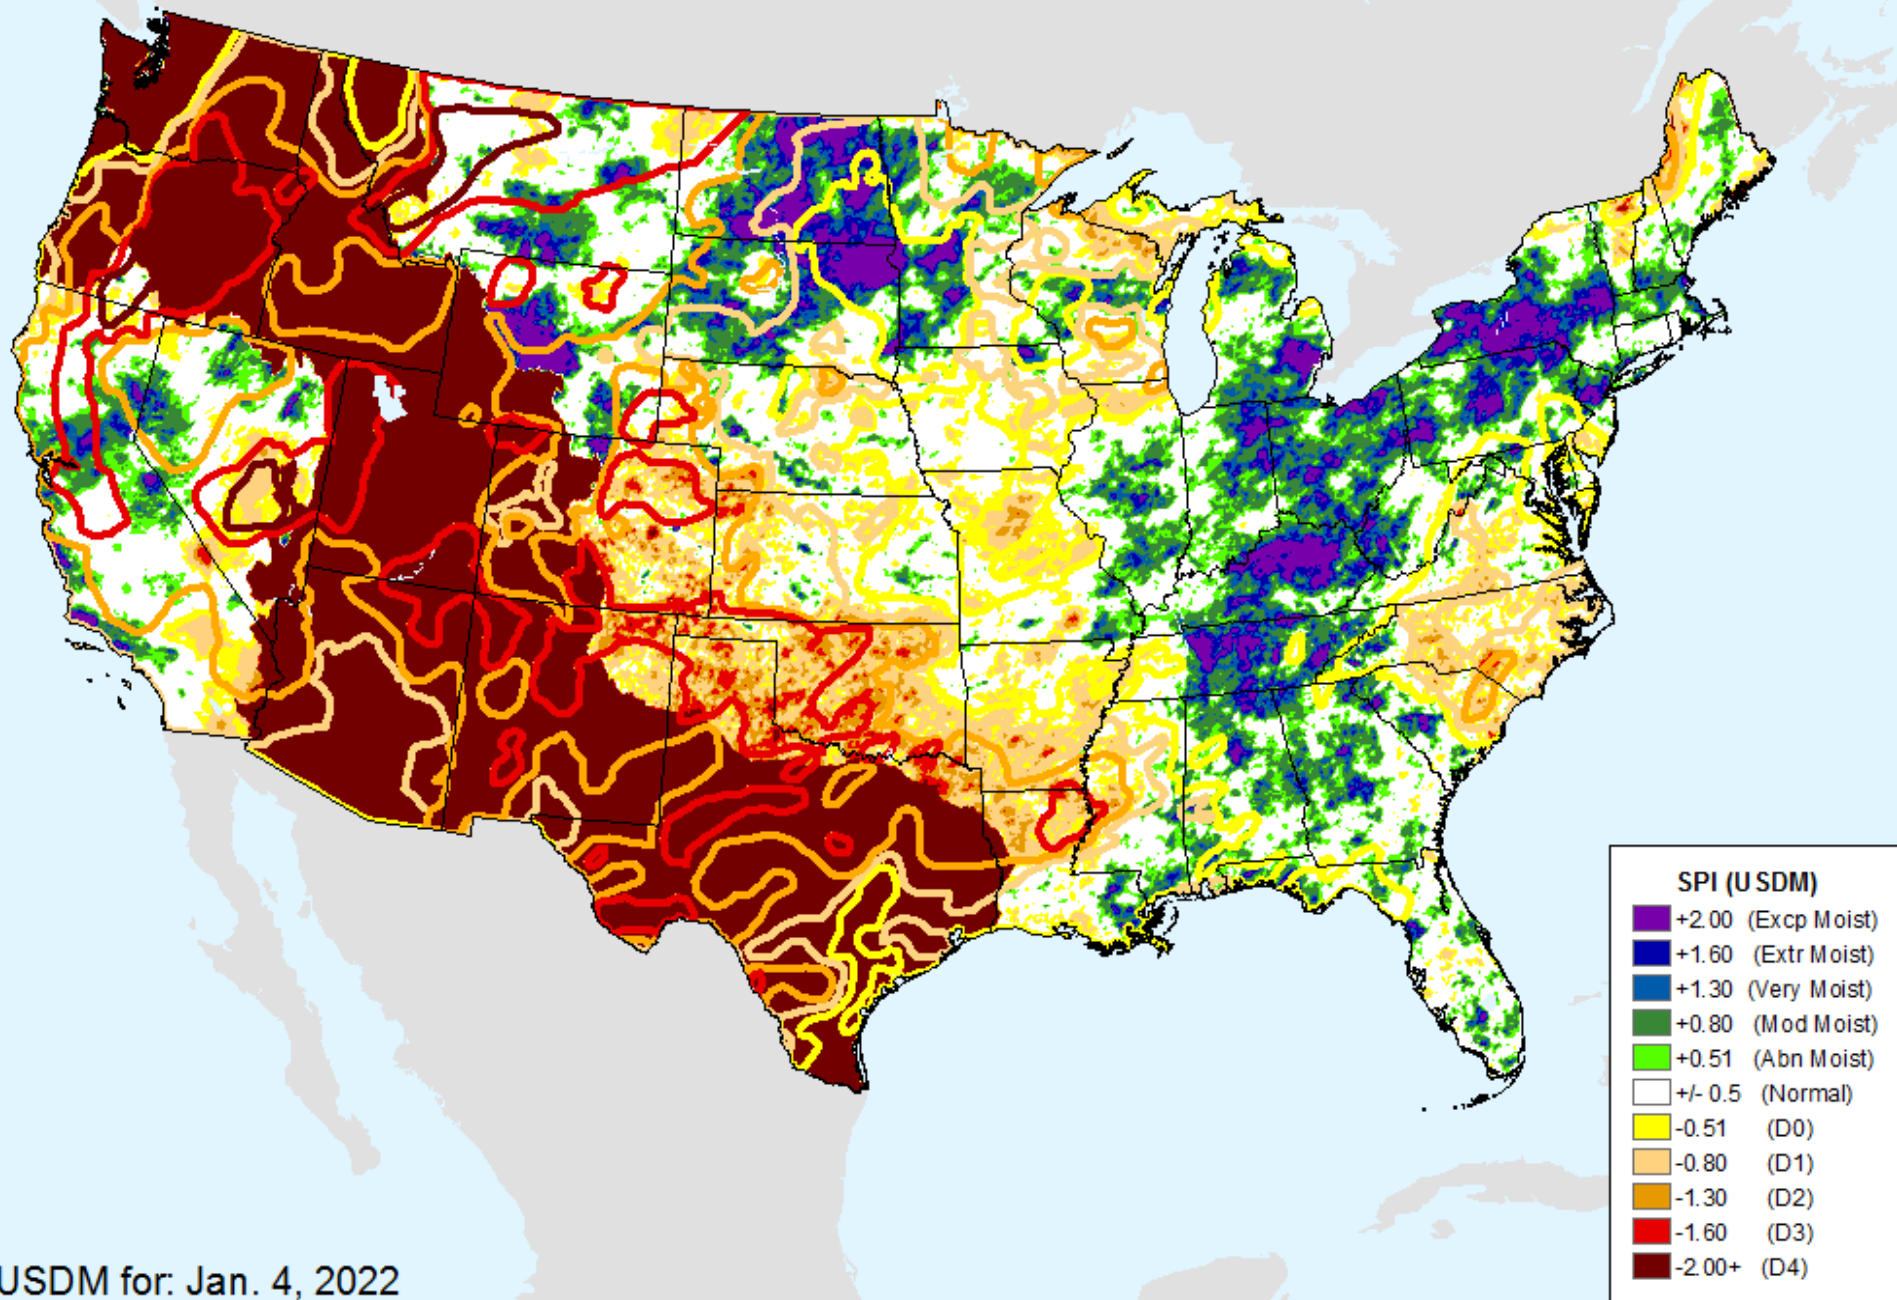 SPI (USDM)
+2.00 (Excp Moist)
+1.60 (Extr Moist)
+1.30 (Very Moist)
+0.80 (Mod Moist)
+0.51 (Abn Moist)
+/- 0.5 (Normal)
-0.51 (D0)
-0.80 (D1)
-1.30 (D2)
-1.60 (D3)
-2.00+ (D4)
USDM for: Jan. 4, 2022